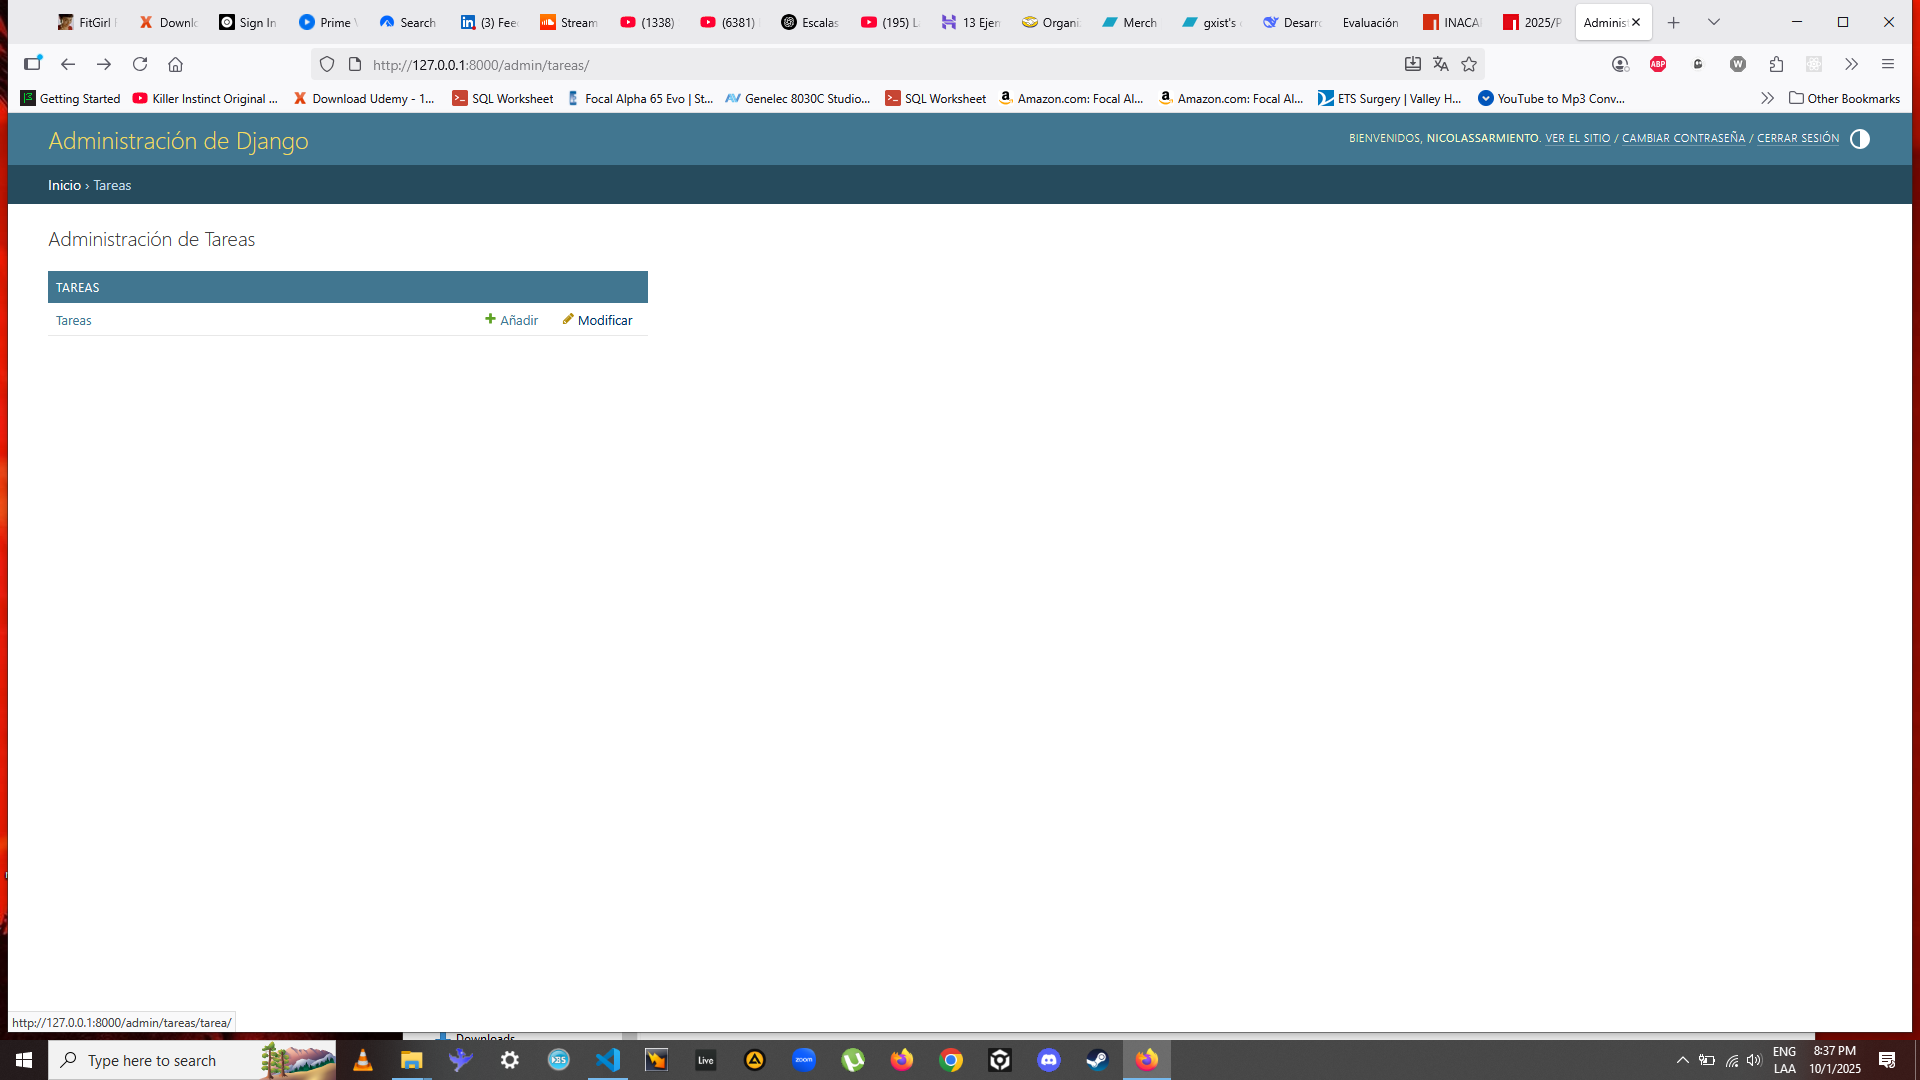 FitGirl
Downlo
Sign In
Prime
Search
(3) Fee
Stream
(1338)
(6381)
Escalas
(195) L
13 Ejem
Organi
Merch
gxist's
Desarro
Evaluación
INACA
2025/P
Adminis
http://127.0.0.1:8000/admin/tareas/
ABP
W
Getting Started
Killer Instinct Original ...
Download Udemy - 1...
SQL Worksheet
Focal Alpha 65 Evo | St...
Genelec 8030C Studio...
SQL Worksheet
Amazon.com: Focal Al...
Amazon.com: Focal Al...
ETS Surgery | Valley H...
YouTube to Mp3 Conv...
Other Bookmarks
Administración de Django
BIENVENIDOS, NICOLASSARMIENTO. VER EL SITIO / CAMBIAR CONTRASEÑA / CERRAR SESIÓN
Inicio › Tareas
Administración de Tareas
TAREAS
Tareas
Añadir
Modificar
http://127.0.0.1:8000/admin/tareas/tarea/
Downloads
Type here to search
Live
zoom
ENG
LAA
8:37 PM
10/1/2025